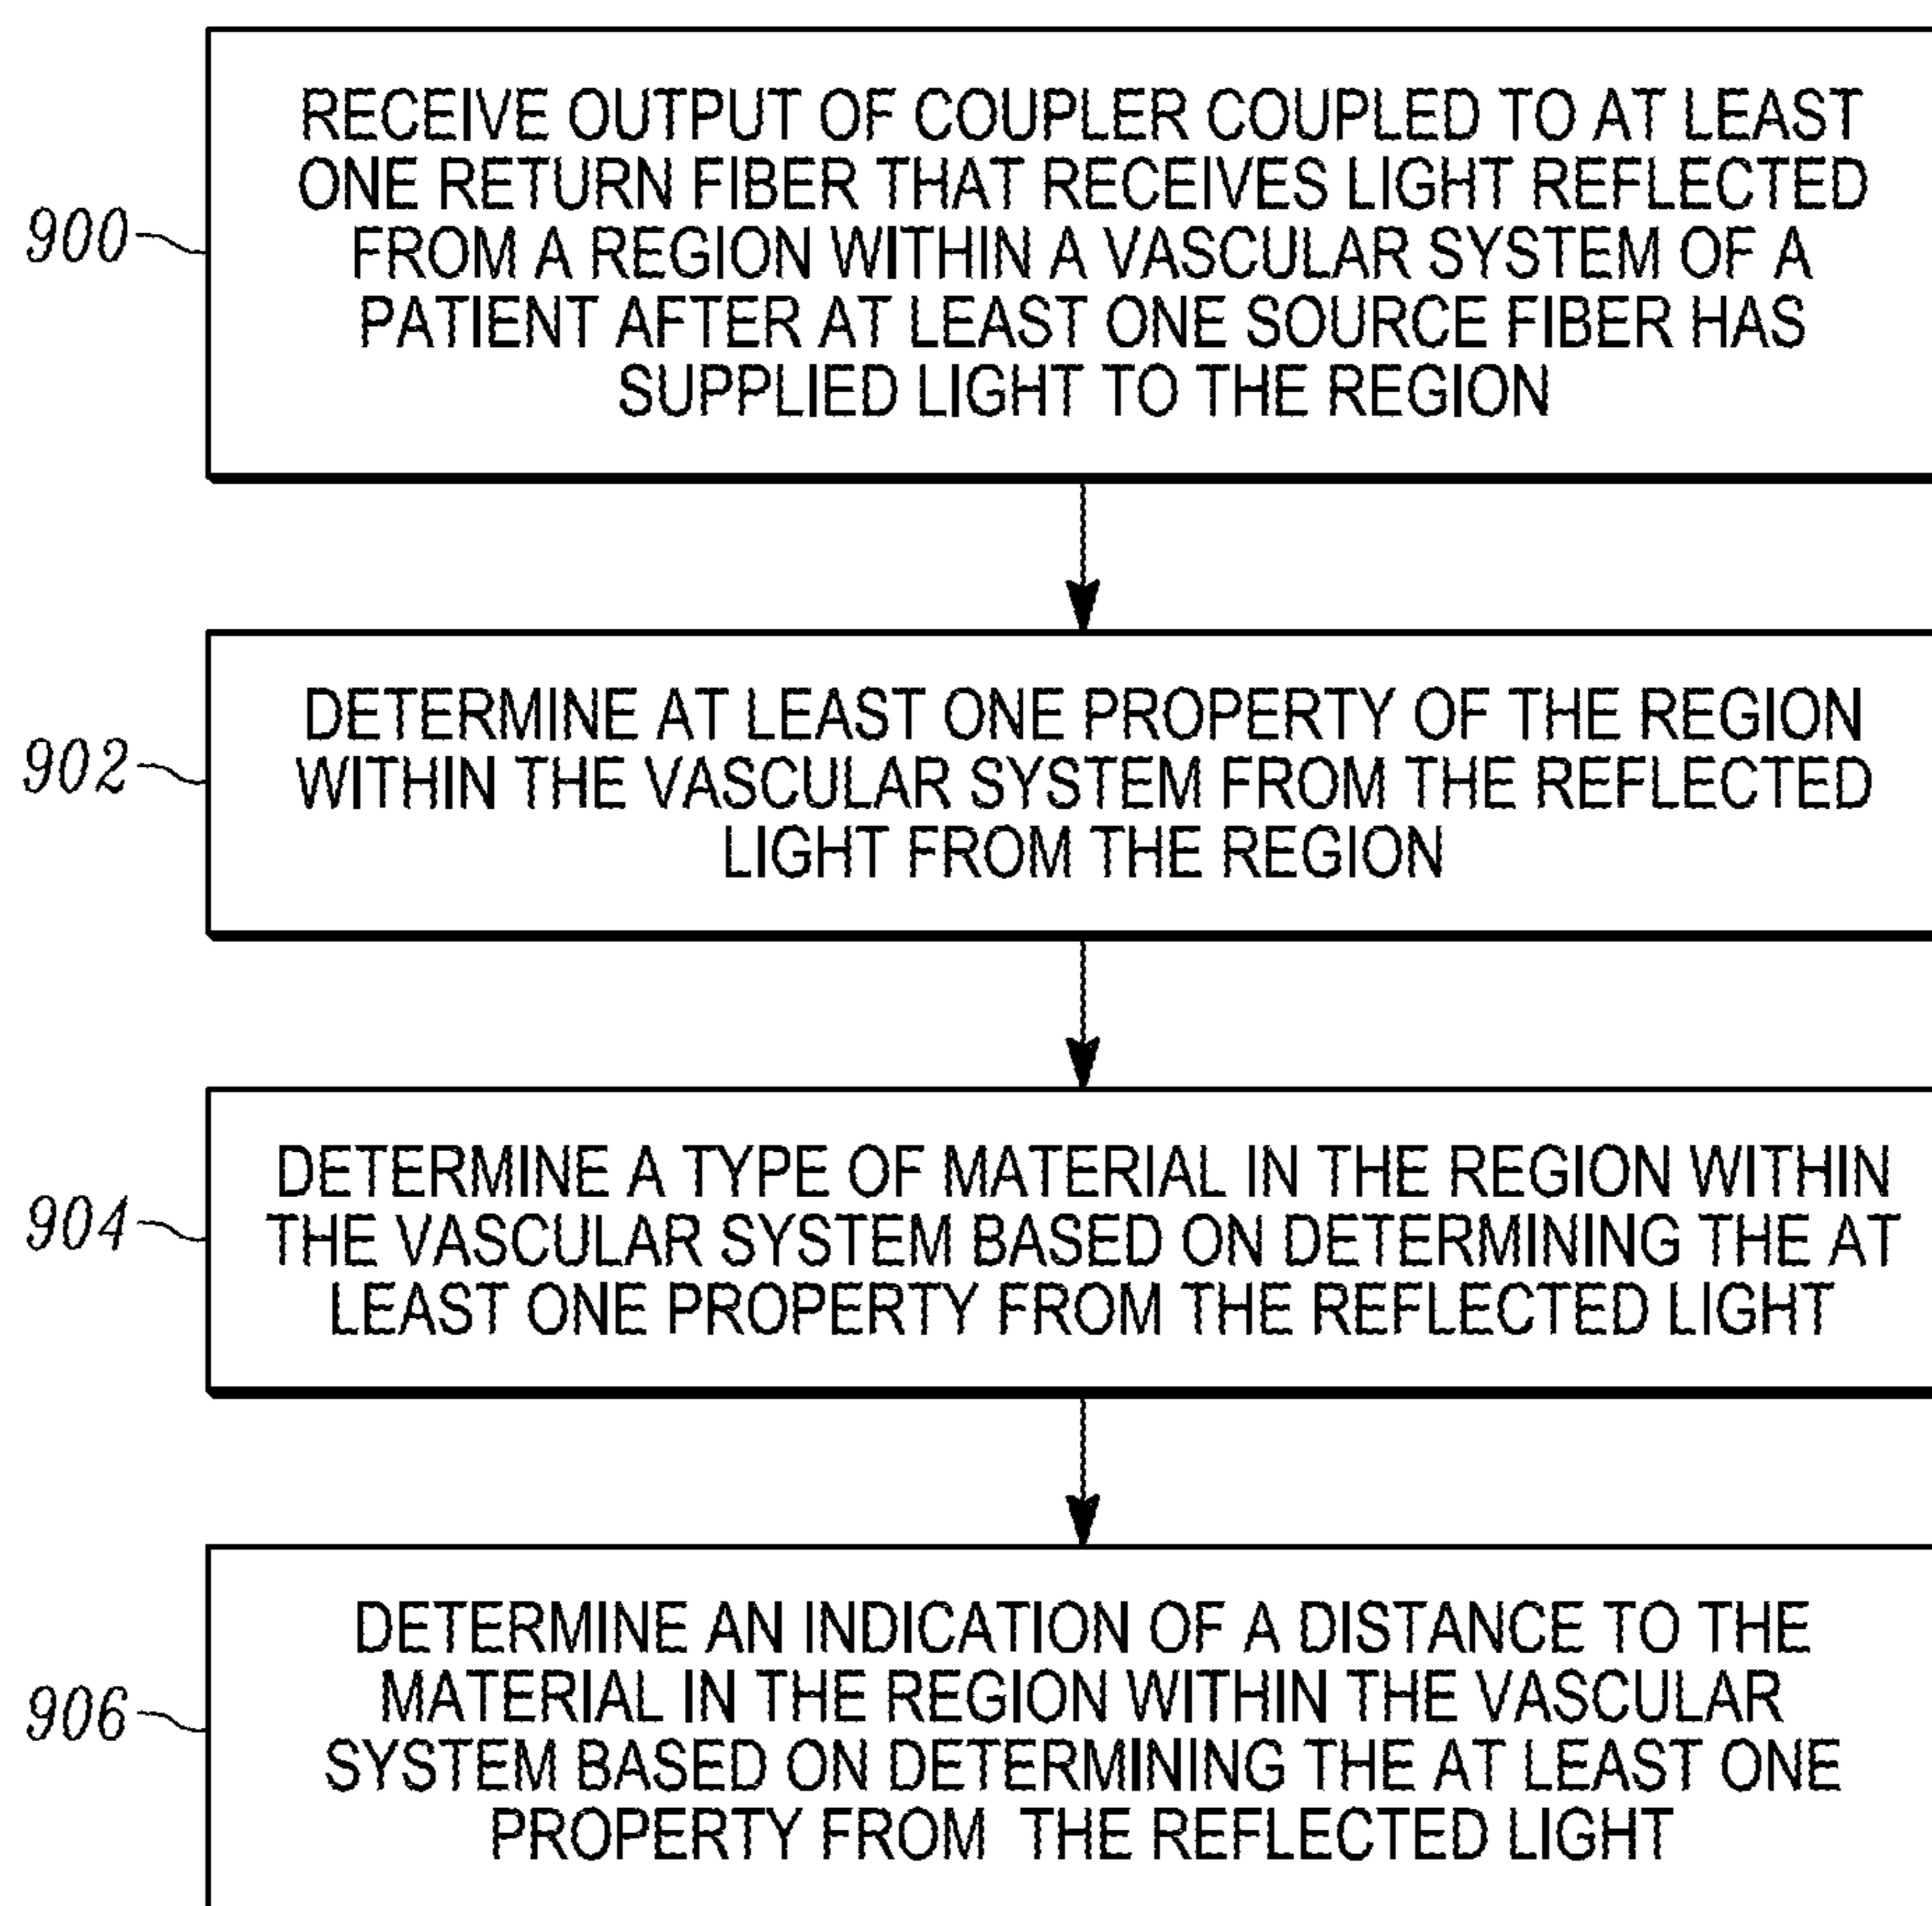 RECEIVE OUTPUT OF COUPLER COUPLED TO AT LEAST
ONE RETURN FIBER THAT RECEIVES LIGHT REFLECTED
900
FROM A REGION WITHIN A VASCULAR SYSTEM OF A
PATIENT AFTER AT LEAST ONE SOURCE FIBER HAS
SUPPLIED LIGHT TO THE REGION
DETERMINE AT LEAST ONE PROPERTY OF THE REGION
902
WITHIN THE VASCULAR SYSTEM FROM THE REFLECTED
LIGHT FROM THE REGION
DETERMINE A TYPE OF MATERIAL IN THE REGION WITHIN
904
THE VASCULAR SYSTEM BASED ON DETERMINING THE AT
LEAST ONE PROPERTY FROM THE REFLECTED LIGHT
DETERMINE AN INDICATION OF A DISTANCE TO THE
906
MATERIAL IN THE REGION WITHIN THE VASCULAR
SYSTEM BASED ON DETERMINING THE AT LEAST ONE
PROPERTY FROM THE REFLECTED LIGHT